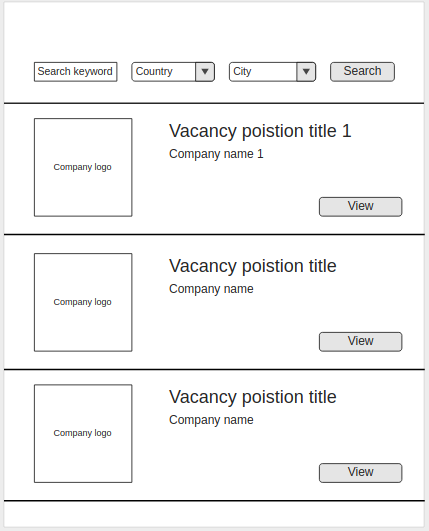 Search keyword Country City Search
Vacancy poistion title 1
Company name 1
Company logo
View
Vacancy poistion title
Company name
Company logo
View
Vacancy poistion title
Company name
Company logo
View